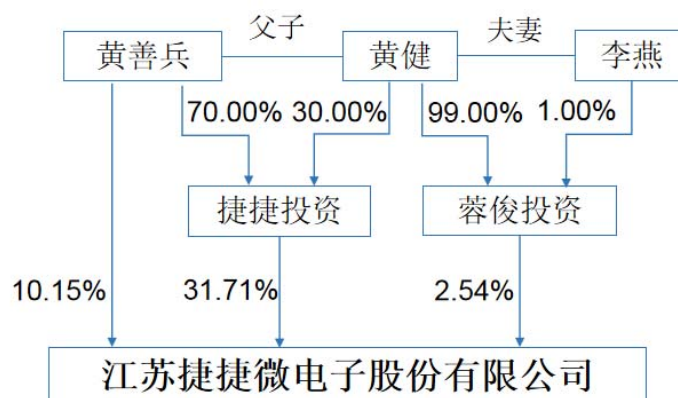 父子
夫妻
黄善兵
黄健
李燕
70.00%
30.00%
99.00%
1.00%
捷捷投资
蓉俊投资
10.15%
31.71%
2.54%
江苏捷捷微电子股份有限公司